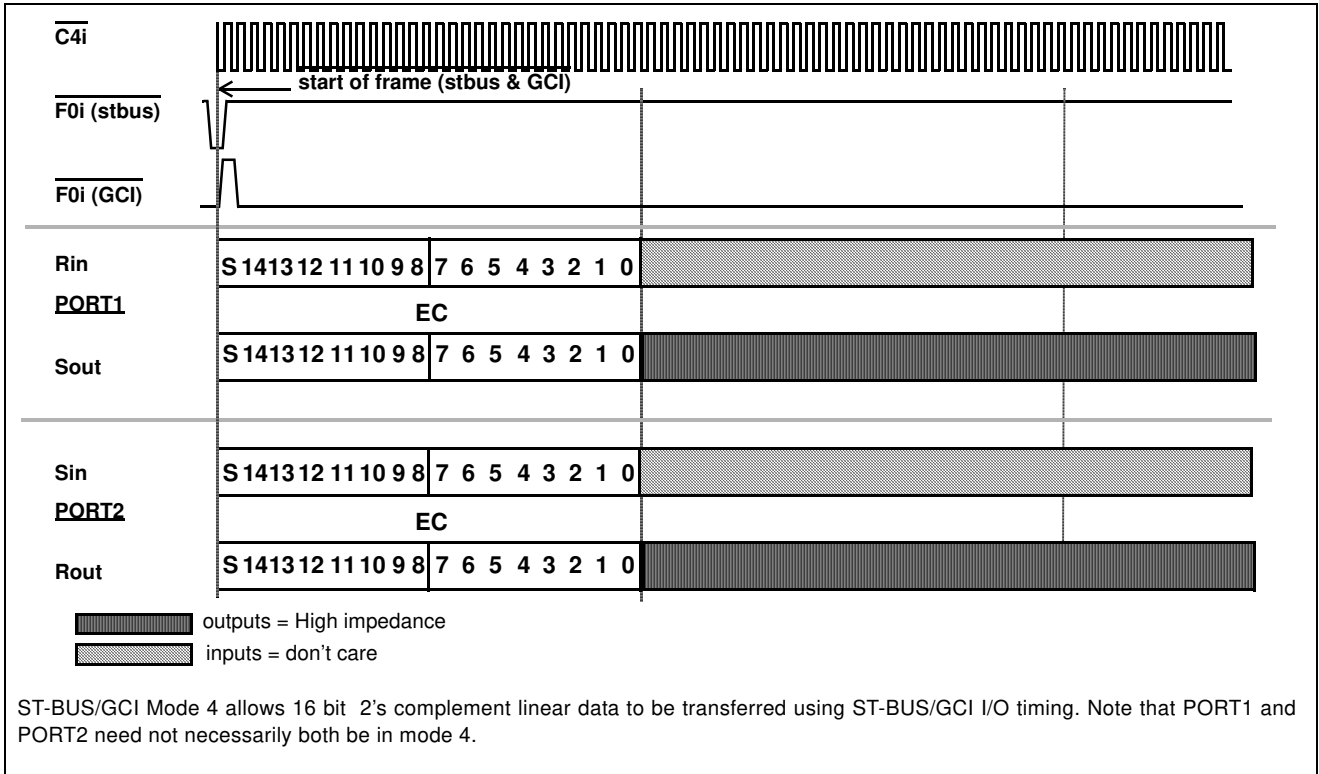 C4i
start of frame (stbus & GCI)
F0i (stbus)
F0i (GCI)
Rin
S 14 13 12 11 10 9 8 7 6 5 4 3 2 1 0
PORT1
EC
Sout
S 14 13 12 11 10 9 8 7 6 5 4 3 2 1 0
Sin
S 14 13 12 11 10 9 8 7 6 5 4 3 2 1 0
PORT2
EC
Rout
S 14 13 12 11 10 9 8 7 6 5 4 3 2 1 0
outputs = High impedance
inputs = don't care
ST-BUS/GCI Mode 4 allows 16 bit 2's complement linear data to be transferred using ST-BUS/GCI I/O timing. Note that PORT1 and
PORT2 need not necessarily both be in mode 4.